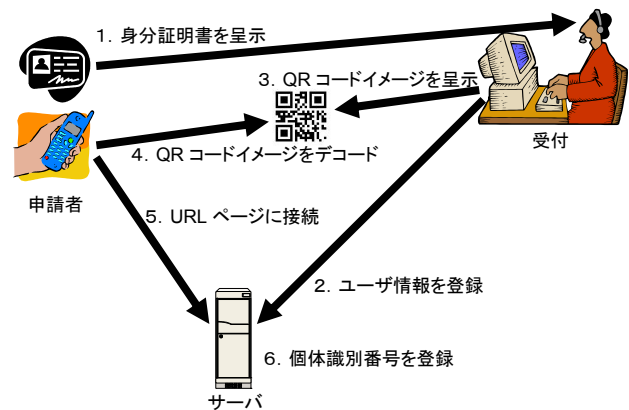 1. 身分証明書を呈示
3. QR コードイメージを呈示
4. QR コードイメージをデコード
受付
申請者
5. URL ページに接続
2. ユーザ情報を登録
6. 個体識別番号を登録
サーバ